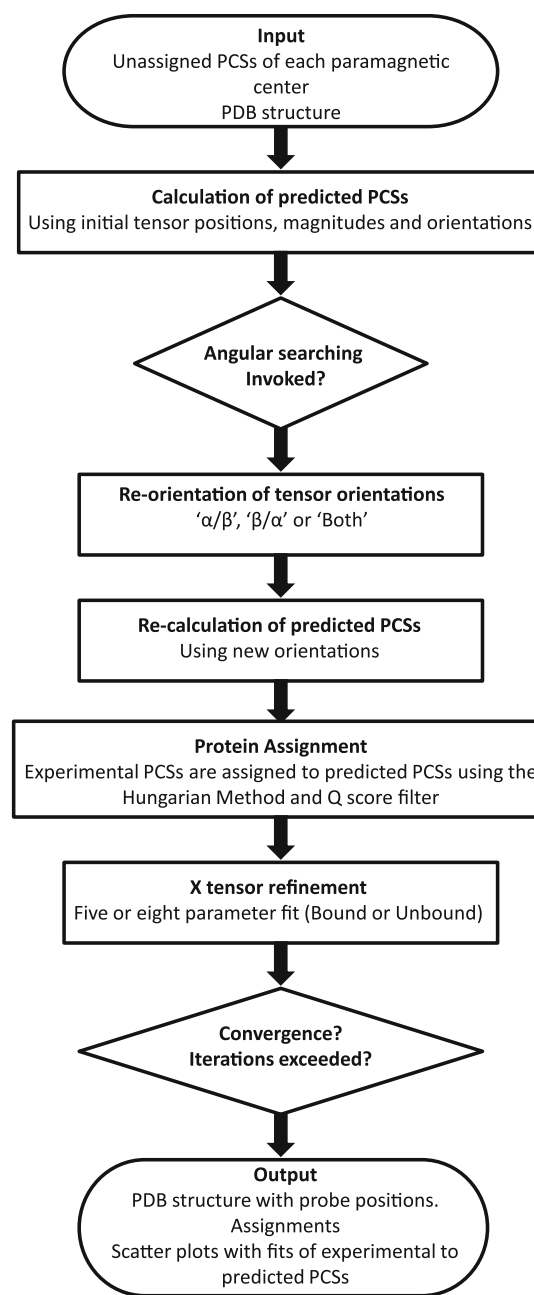 Input
Unassigned PCSs of each paramagnetic
center
PDB structure
Calculation of predicted PCSs
Using initial tensor positions, magnitudes and orientations
Angular searching
Invoked?
Re-orientation of tensor orientations
‘α/β’, ‘β/α’ or ‘Both’
Re-calculation of predicted PCSs
Using new orientations
Protein Assignment
Experimental PCSs are assigned to predicted PCSs using the
Hungarian Method and Q score filter
X tensor refinement
Five or eight parameter fit (Bound or Unbound)
Convergence?
Iterations exceeded?
Output
PDB structure with probe positions.
Assignments
Scatter plots with fits of experimental to
predicted PCSs